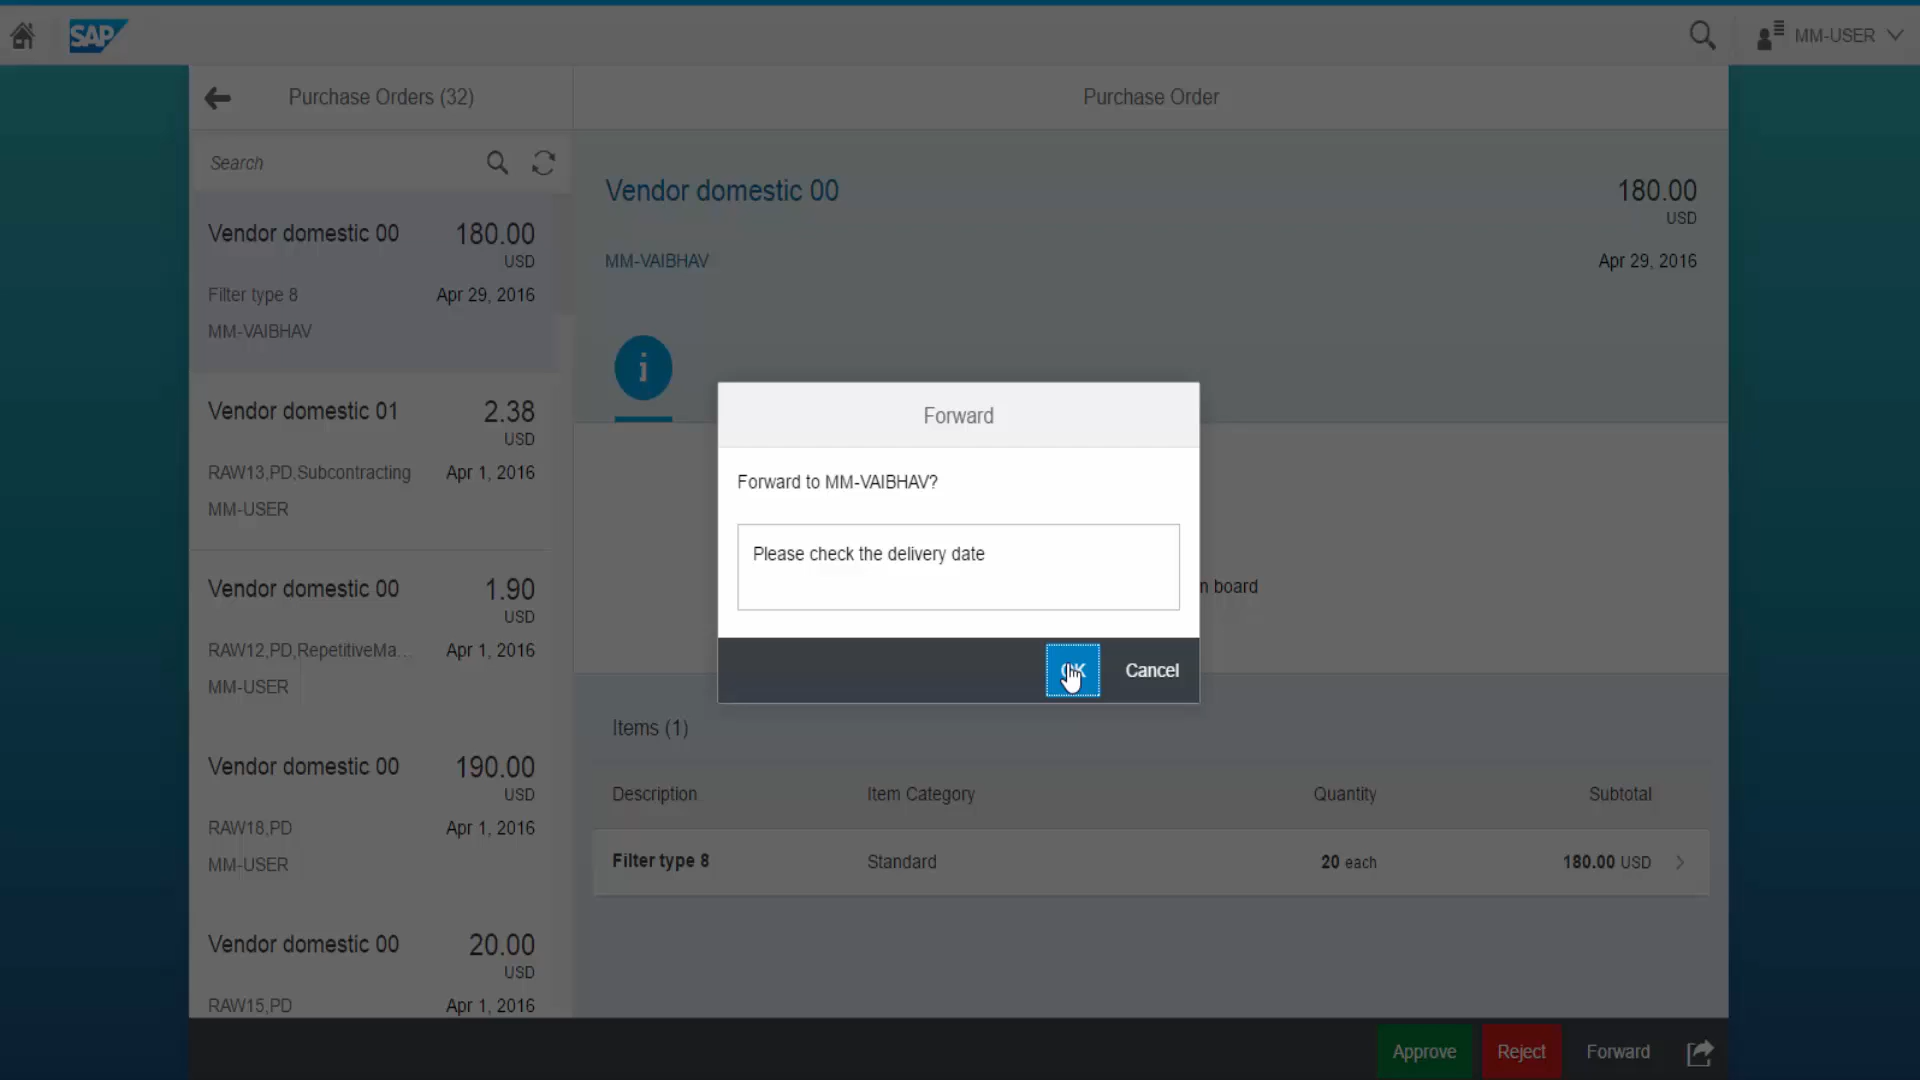 SAP
MM-USER
Purchase Orders (32)
Purchase Order
Search
Vendor domestic 00
180.00
USD
Filter type 8
Apr 29, 2016
MM-VAIBHAV
Vendor domestic 01
2.38
USD
RAW13,PD,Subcontracting
Apr 1, 2016
MM-USER
Vendor domestic 00
1.90
USD
RAW12,PD,RepetitiveMa...
Apr 1, 2016
MM-USER
Vendor domestic 00
190.00
USD
RAW18,PD
Apr 1, 2016
MM-USER
Vendor domestic 00
20.00
USD
RAW15,PD
Apr 1, 2016
Vendor domestic 00
180.00
USD
MM-VAIBHAV
Apr 29, 2016
i
Forward
Forward to MM-VAIBHAV?
Please check the delivery date
OK
Cancel
n board
Items (1)
Description Item Category Quantity Subtotal
Filter type 8 Standard 20 each 180.00 USD
Approve
Reject
Forward